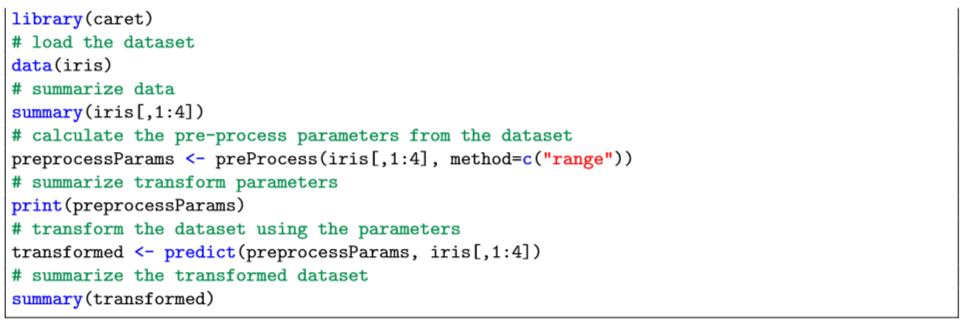 library(caret)
# load the dataset
data(iris)
# summarize data
summary(iris[,1:4])
# calculate the pre-process parameters from the dataset
preprocessParams <- preProcess(iris[,1:4], method=c("range"))
# summarize transform parameters
print(preprocessParams)
# transform the dataset using the parameters
transformed <- predict(preprocessParams, iris[,1:4])
# summarize the transformed dataset
summary(transformed)